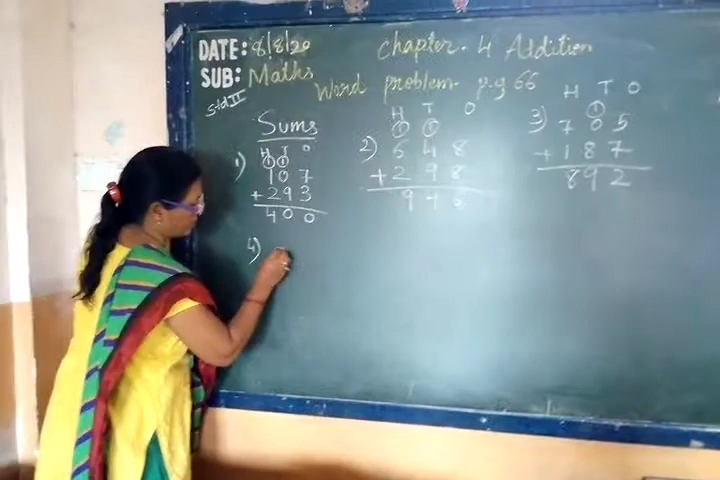 DATE: 8/8/20
Chapter - 4 Addition
SUB: Maths
Word problem - p.g 66
Std II
Sums
1)
H T O
1 1
1 0 7
+ 2 9 3
4 0 0
2)
H T O
1 1
6 4 8
+ 2 9 8
9 4 6
3)
H T O
1
7 0 5
+ 1 8 7
8 9 2
4)